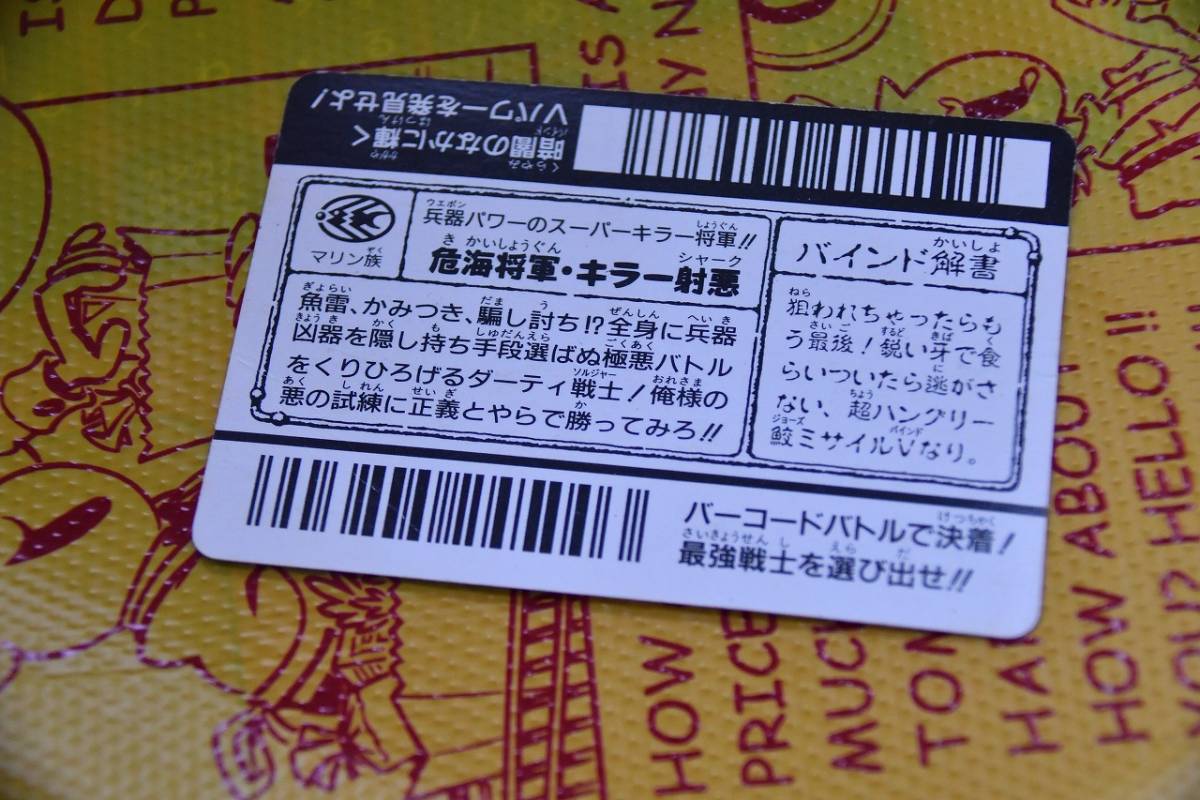 暗闇のなかに輝く
Vパワーを発見せよ!
マリン族
兵器パワーのスーパーキラー将軍!!
危海将軍・キラー射悪
魚雷、かみつき、騙し討ち!?全身に兵器
凶器を隠し持ち手段選ばぬ極悪バトル
をくりひろげるダーティ戦士!俺様の
悪の試練に正義とやらで勝ってみろ!!
バインド解書
狙われちゃったらも
う最後!鋭い牙で食
らいついたら逃がさ
ない、超ハングリー
鮫ミサイルVなり。
バーコードバトルで決着!
最強戦士を選び出せ!!
HOW
PRICE
MUCH
TON
HOW ABOU
HOW HELLO!!